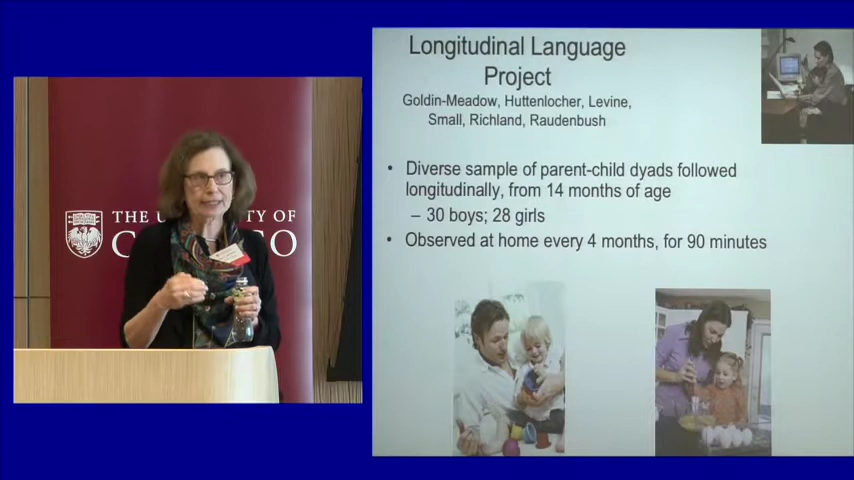 THE U TY OF
C GO
Longitudinal Language
Project
Goldin-Meadow, Huttenlocher, Levine,
Small, Richland, Raudenbush
• Diverse sample of parent-child dyads followed
longitudinally, from 14 months of age
– 30 boys; 28 girls
• Observed at home every 4 months, for 90 minutes